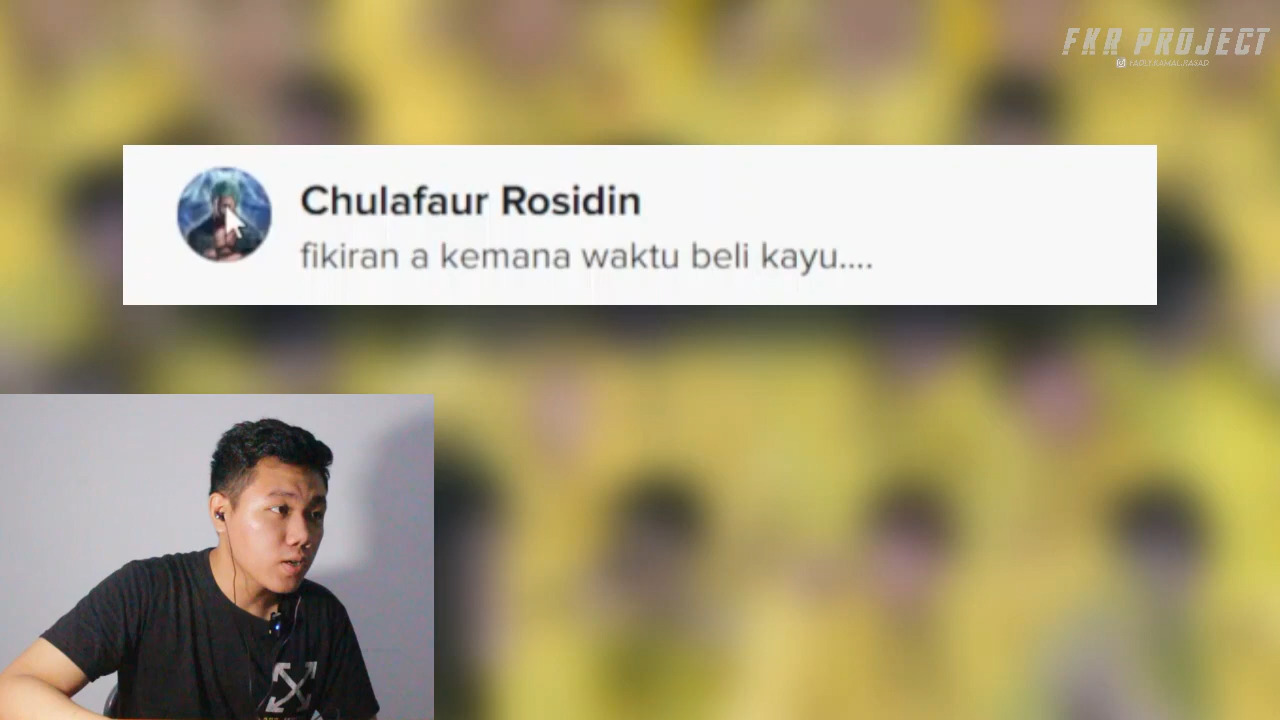 FKR PROJECT
Chulafaur Rosidin
fikiran a kemana waktu beli kayu....